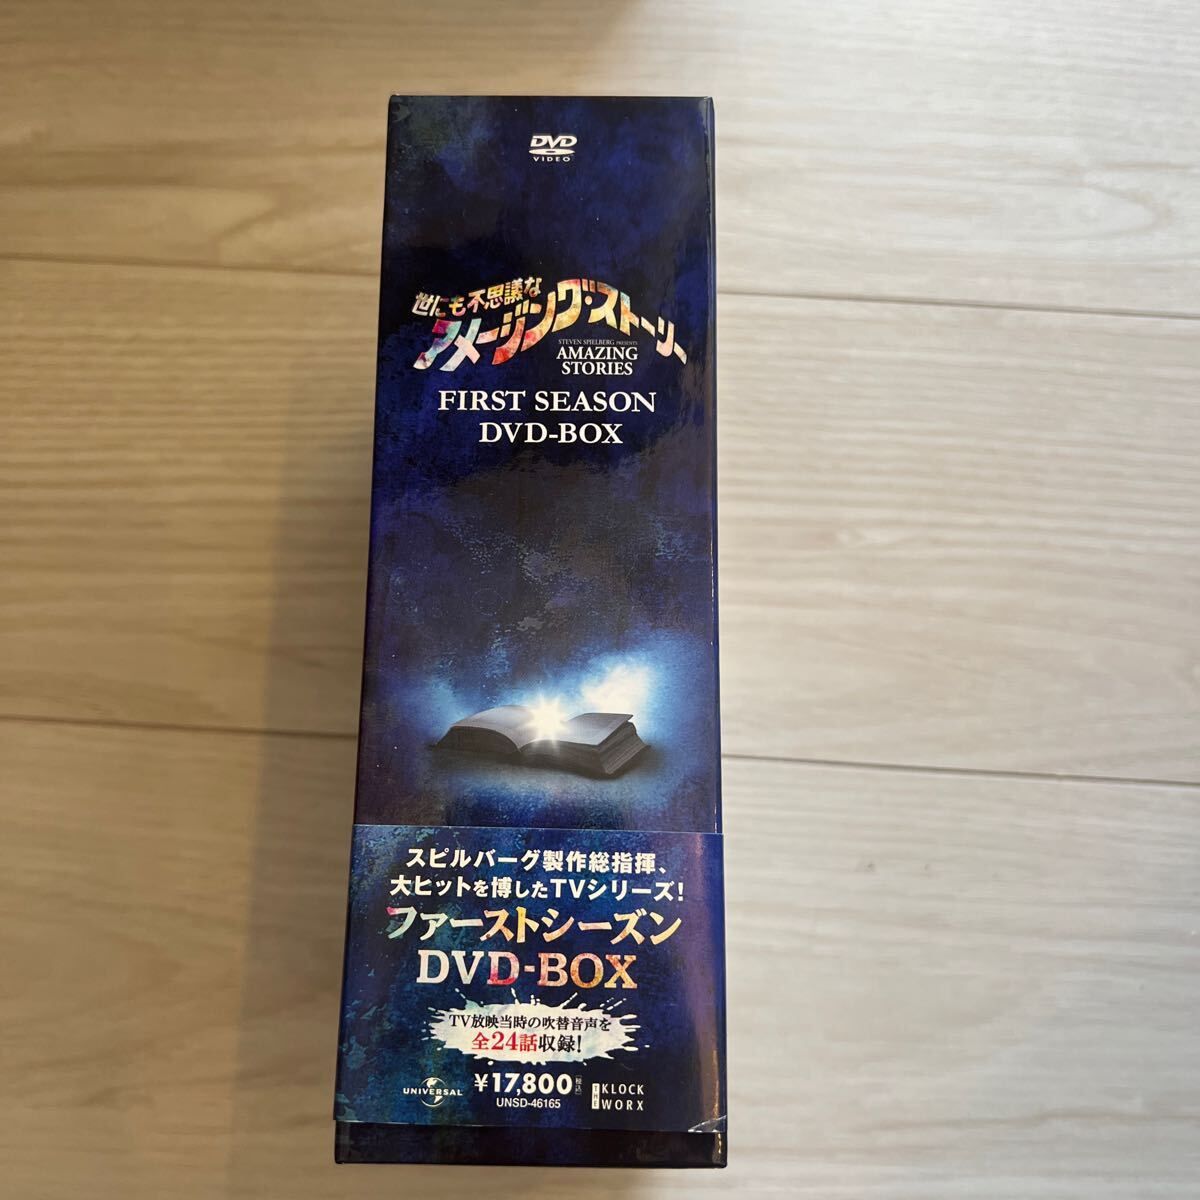 DVD
VIDEO
世にも不思議な
アメージング・ストーリー
STEVEN SPIELBERG PRESENTS
AMAZING
STORIES
FIRST SEASON
DVD-BOX
スピルバーグ製作総指揮、
大ヒットを博したTVシリーズ!
ファーストシーズン
DVD-BOX
TV放映当時の吹替音声を
全24話収録!
UNIVERSAL
¥17,800 [税込]
UNSD-46165
THE
KLOCK
WORX